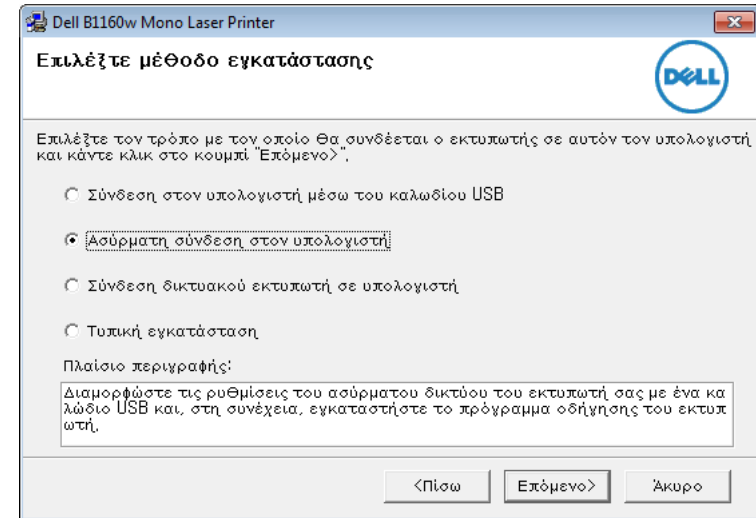 Dell B1160w Mono Laser Printer
Επιλέξτε μέθοδο εγκατάστασης
DELL
Επιλέξτε τον τρόπο με τον οποίο θα συνδέεται ο εκτυπωτής σε αυτόν τον υπολογιστή
και κάντε κλικ στο κουμπί "Επόμενο>".
Σύνδεση στον υπολογιστή μέσω του καλωδίου USB
Ασύρματη σύνδεση στον υπολογιστή
Σύνδεση δικτυακού εκτυπωτή σε υπολογιστή
Τυπική εγκατάσταση
Πλαίσιο περιγραφής:
Διαμορφώστε τις ρυθμίσεις του ασύρματου δικτύου του εκτυπωτή σας με ένα κα
λώδιο USB και, στη συνέχεια, εγκαταστήστε το πρόγραμμα οδήγησης του εκτυπ
ωτή.
<Πίσω Επόμενο> Άκυρο